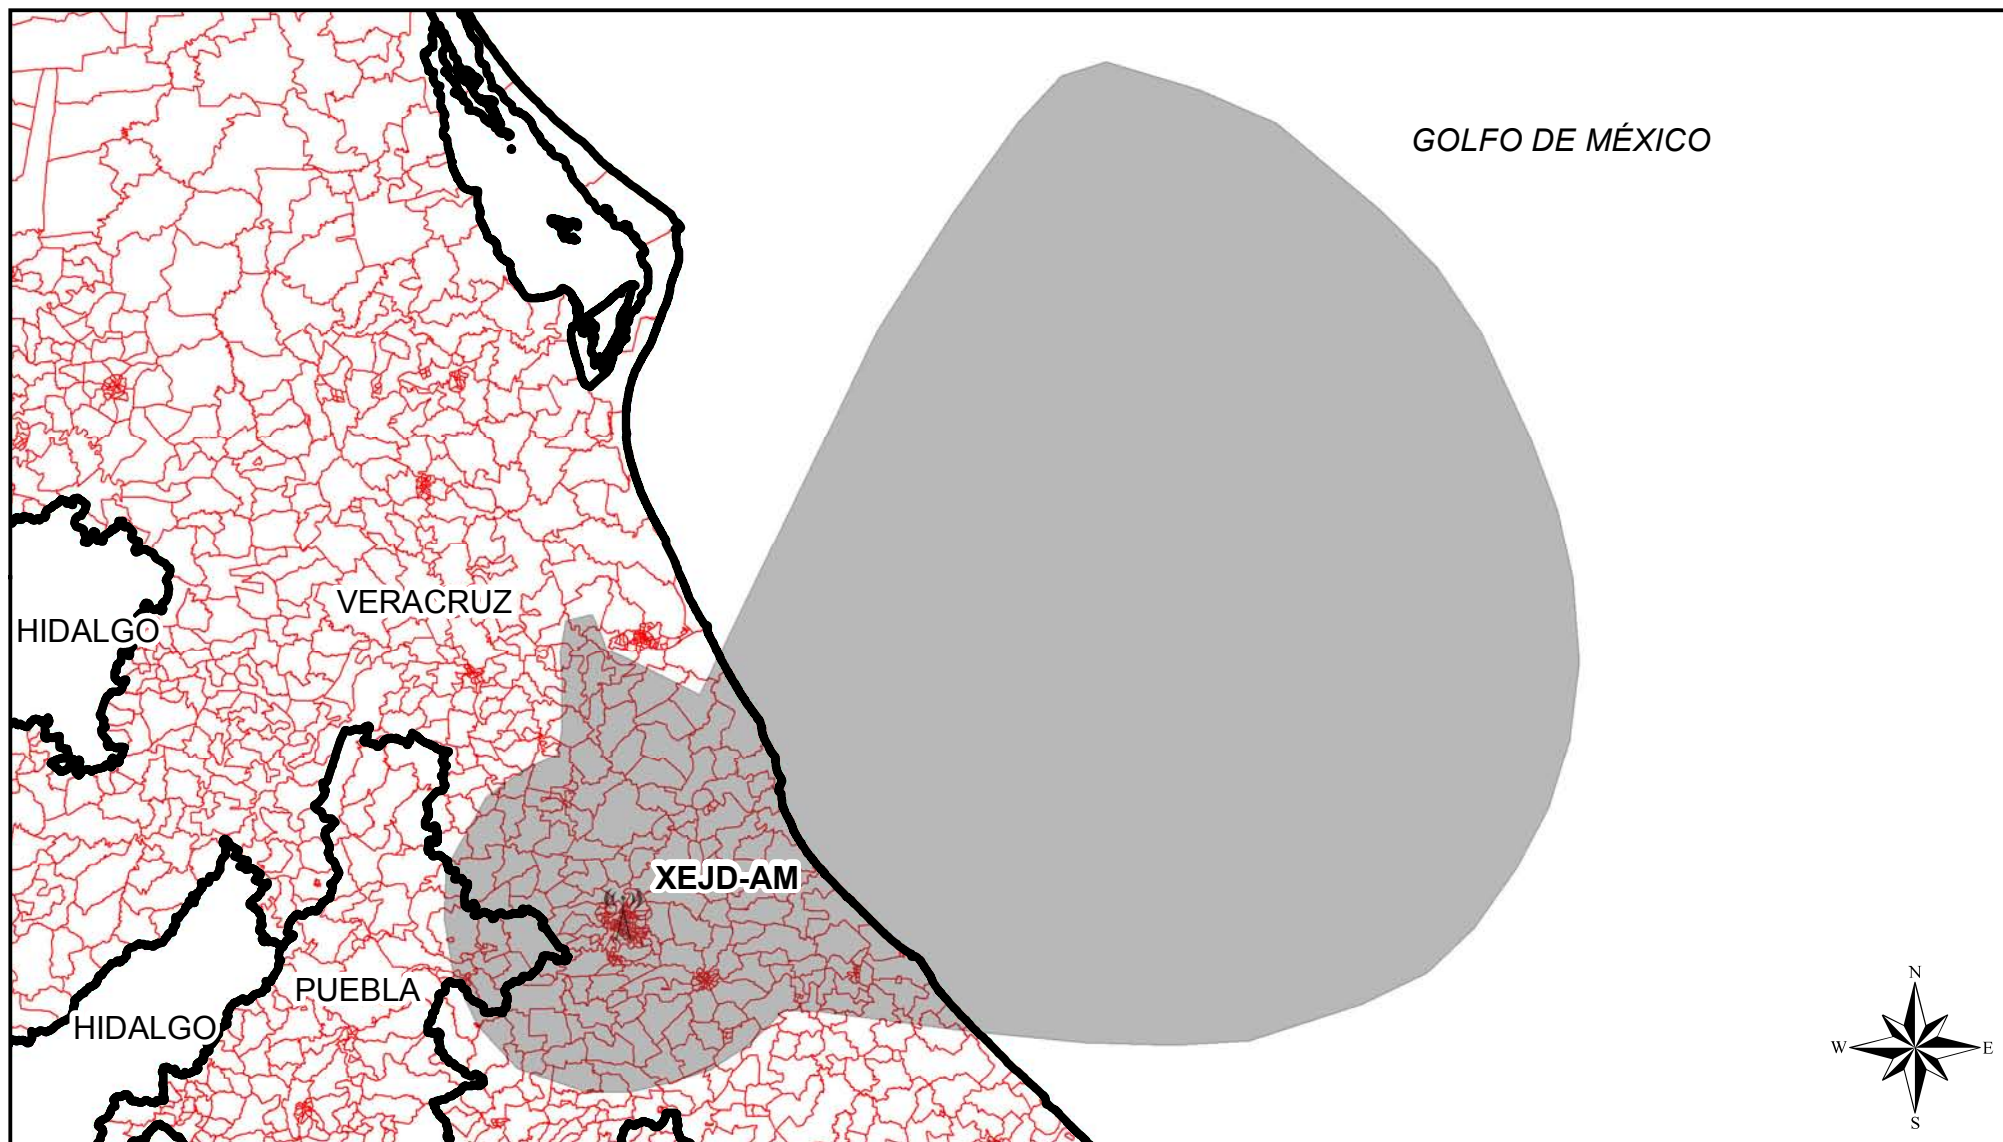 GOLFO DE MÉXICO
VERACRUZ
HIDALGO
XEJD-AM
PUEBLA
HIDALGO
N
W
E
S